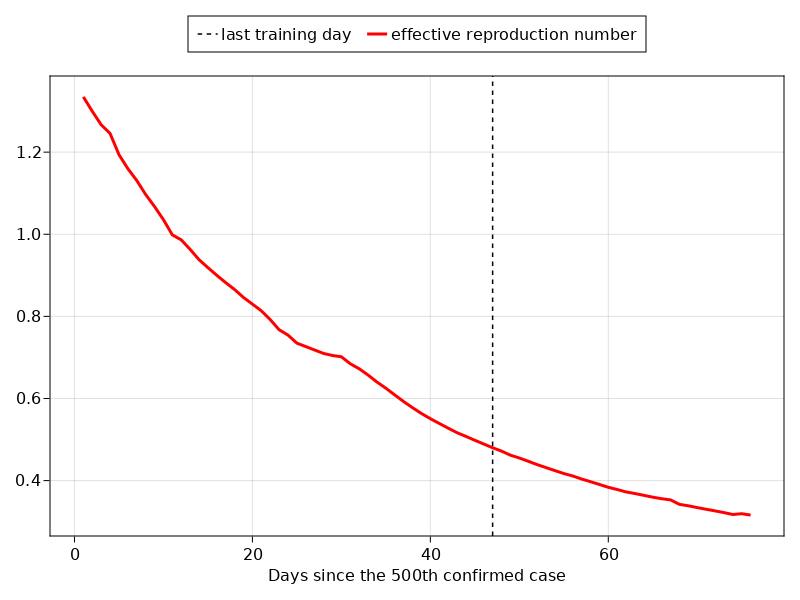 last training day effective reproduction number
1.2
1.0
0.8
0.6
0.4
0 20 40 60
Days since the 500th confirmed case